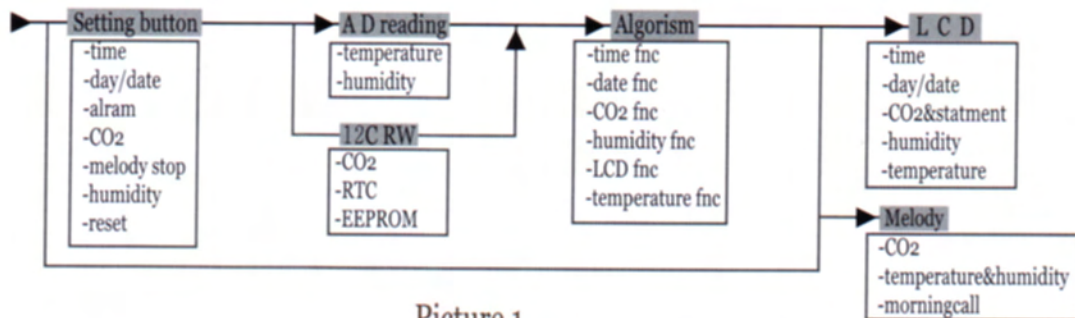 Setting button
-time
-day/date
-alram
-CO2
-melody stop
-humidity
-reset
A D reading
-temperature
-humidity
12C RW
-CO2
-RTC
-EEPROM
Algorism
-time fnc
-date fnc
-CO2 fnc
-humidity fnc
-LCD fnc
-temperature fnc
L C D
-time
-day/date
-CO2&statment
-humidity
-temperature
Melody
-CO2
-temperature&humidity
-morningcall
Picture 1